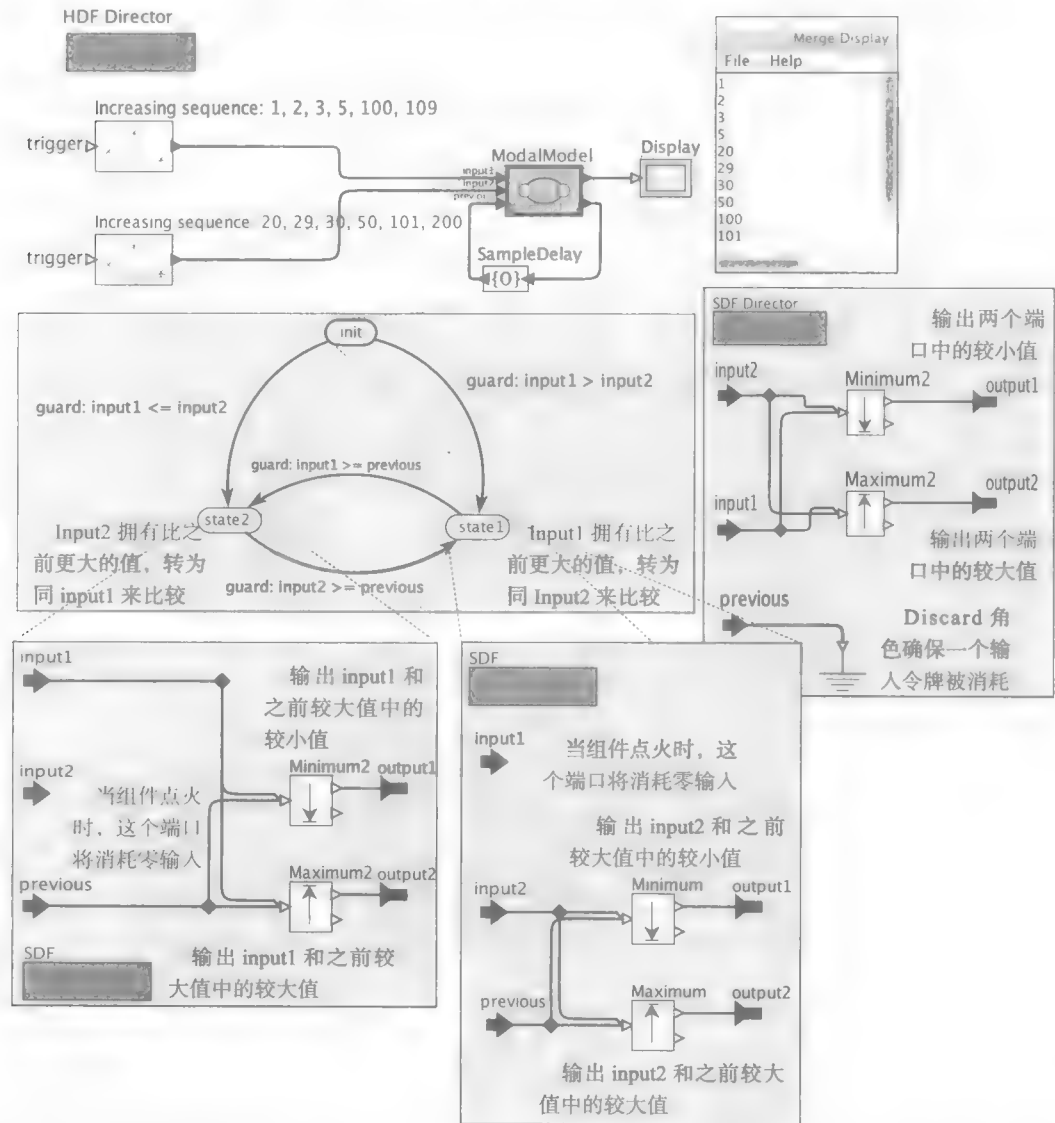 HDF Director
Increasing sequence: 1, 2, 3, 5, 100, 109
trigger
Increasing sequence 20, 29, 30, 50, 101, 200
trigger
ModalModel
input1
input2
Display
SampleDelay
{0}
Merge Display
File Help
1
2
3
5
20
29
30
50
100
101
init
guard: input1 <= input2
guard: input1 > input2
guard: input1 >= previous
state2
state1
guard: input2 >= previous
Input2 拥有比之
前更大的值，转为
同 input1 来比较
Input1 拥有比之
前更大的值，转为
同 Input2 来比较
SDF Director
输出两个端
口中的较小值
input2
Minimum2
output1
Maximum2
output2
input1
输出两个端
口中的较大值
previous
Discard 角
色确保一个输
入令牌被消耗
input1
输出 input1 和
之前较大值中的
较小值
input2
Minimum2 output1
当组件点火
时，这个端口
将消耗零输入
previous
Maximum2 output2
SDF
输出 input1 和之前较
大值中的较大值
SDF
input1
当组件点火时，这
个端口将消耗零输入
输出 input2 和之前
较大值中的较小值
input2
Minimum
output1
previous
Maximum
output2
输出 input2 和之前较大
值中的较大值